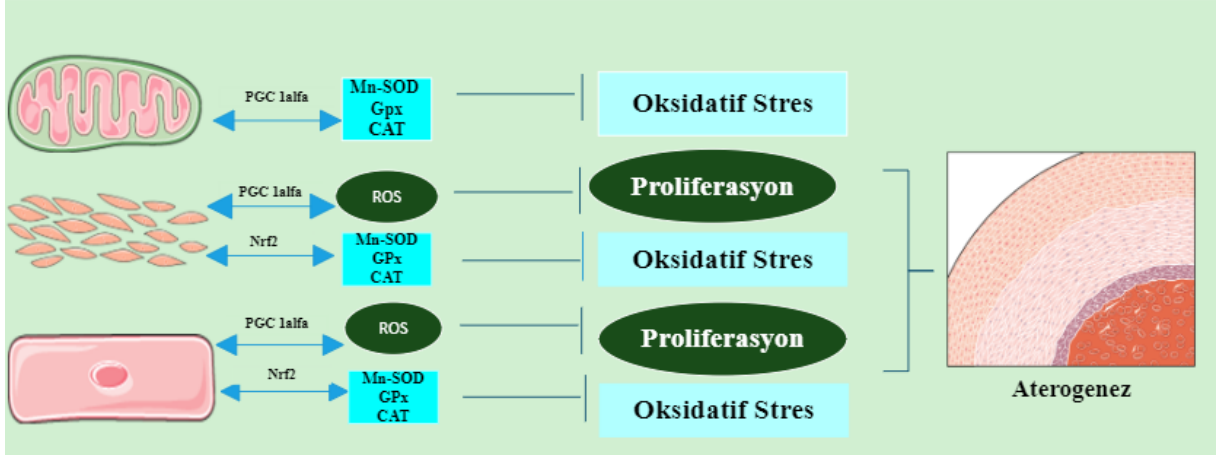 PGC 1alfa
Mn-SOD
Gpx
CAT
Oksidatif Stres
PGC 1alfa
ROS
Proliferasyon
Nrf2
Mn-SOD
GPx
CAT
Oksidatif Stres
PGC 1alfa
ROS
Proliferasyon
Nrf2
Mn-SOD
GPx
CAT
Oksidatif Stres
Aterogenez